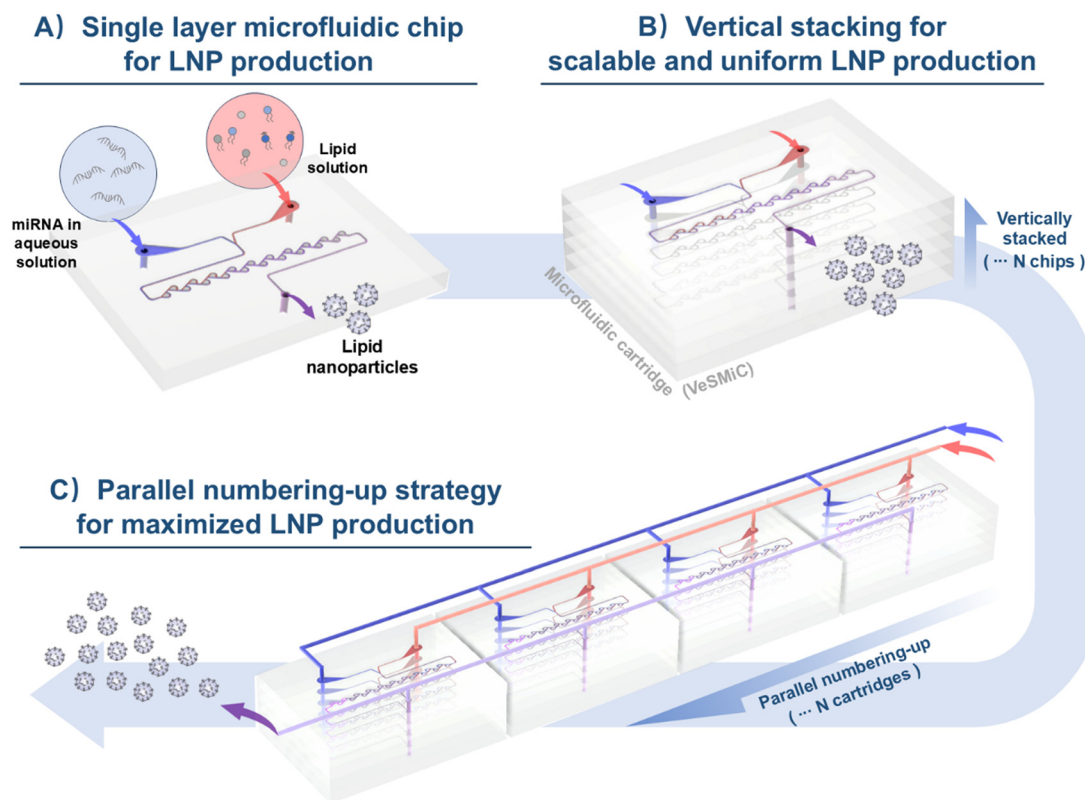 A) Single layer microfluidic chip
for LNP production
Lipid
solution
miRNA in
aqueous
solution
Lipid
nanoparticles
B) Vertical stacking for
scalable and uniform LNP production
Vertically
stacked
(··· N chips)
Microfluidic cartridge (VeSMiC)
C) Parallel numbering-up strategy
for maximized LNP production
Parallel numbering-up
(··· N cartridges)